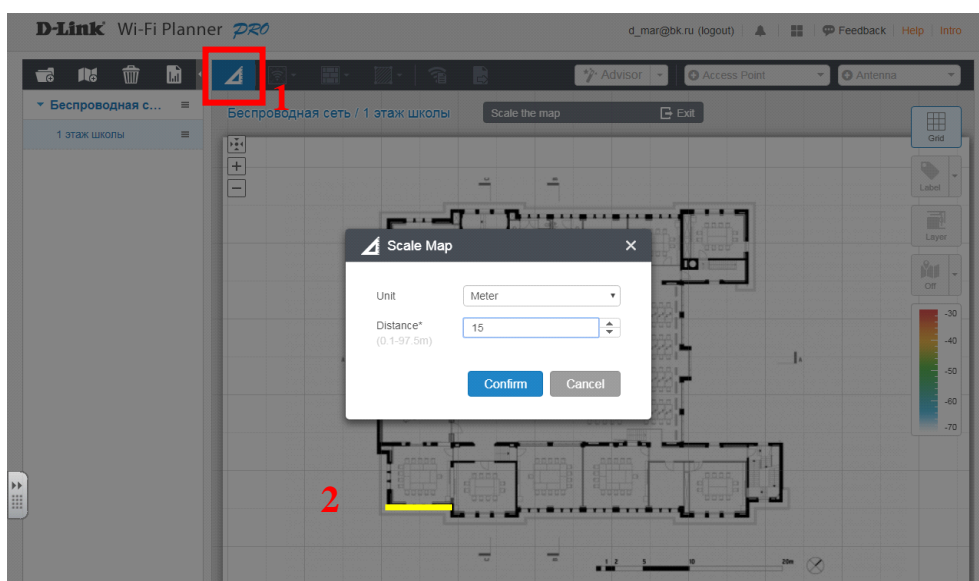 D-Link Wi-Fi Planner PRO
d_mar@bk.ru (logout)
Feedback
Help
Intro
1
Advisor
Access Point
Antenna
Беспроводная с...
1 этаж школы
Беспроводная сеть / 1 этаж школы
Scale the map
Exit
Grid
Label
Layer
Off
-30
-40
-50
-60
-70
Scale Map
Unit
Meter
Distance*
15
(0.1-97.5m)
Confirm
Cancel
2
1 2 5 10 20m